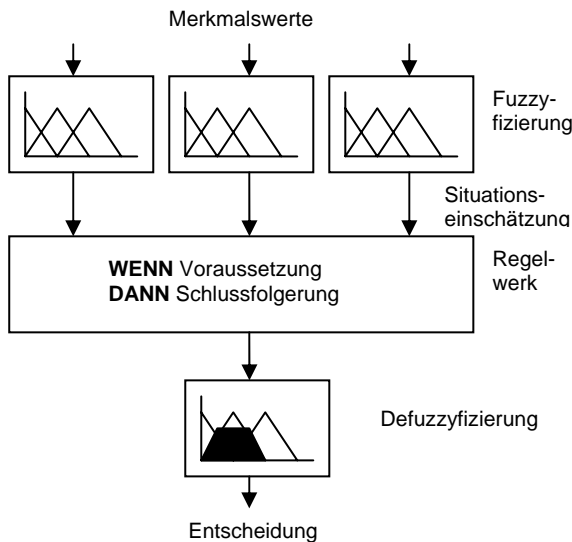 Merkmalswerte
Fuzzy-
fizierung
Situations-
einschätzung
WENN Voraussetzung
DANN Schlussfolgerung
Regel-
werk
Defuzzyfizierung
Entscheidung